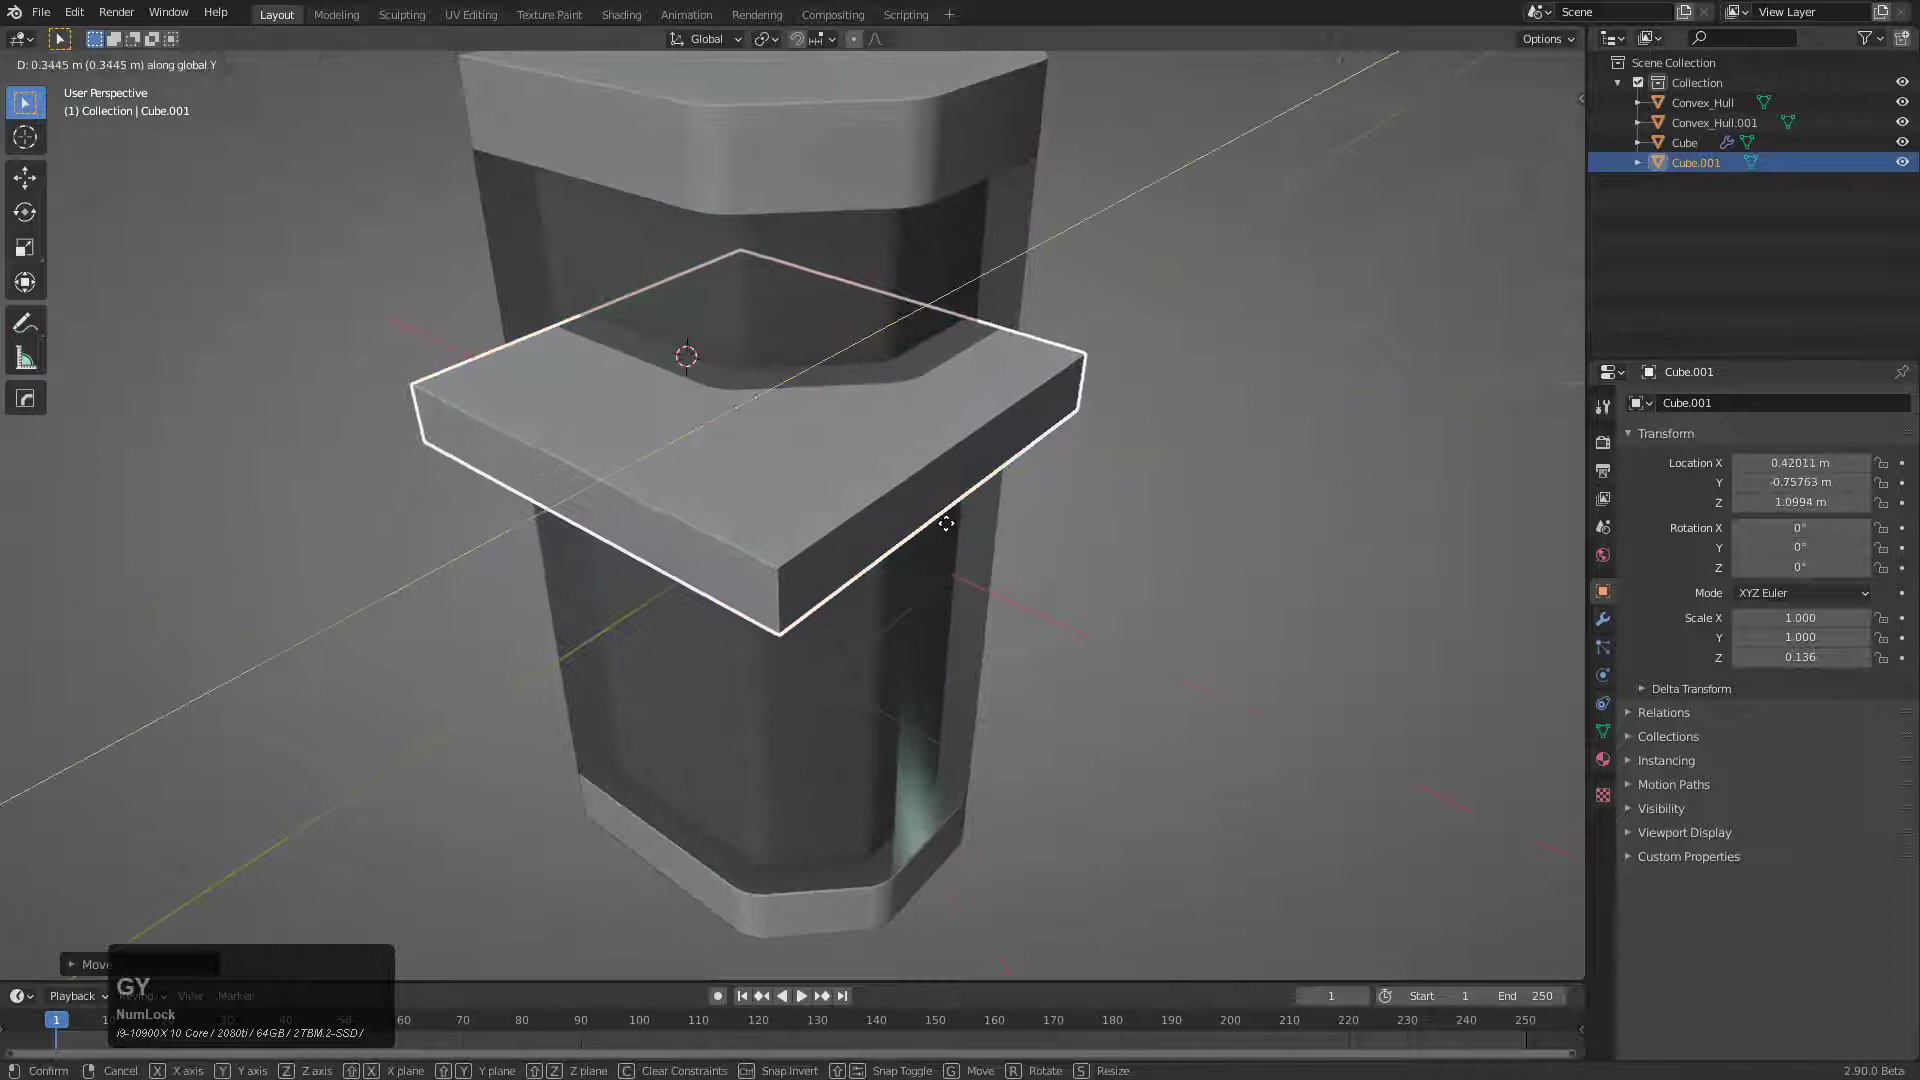 File Edit Render Window Help Layout Modeling Sculpting UV Editing Texture Paint Shading Animation Rendering Compositing Scripting + Scene View Layer
Global Options
D: 0.3445 m (0.3445 m) along global Y
User Perspective
(1) Collection | Cube.001
Scene Collection
Collection
Convex_Hull
Convex_Hull.001
Cube
Cube.001
Cube.001
Cube.001
Transform
Location X 0.42011 m
Y -0.75763 m
Z 1.0994 m
Rotation X 0°
Y 0°
Z 0°
Mode XYZ Euler
Scale X 1.000
Y 1.000
Z 0.136
Delta Transform
Relations
Collections
Instancing
Motion Paths
Visibility
Viewport Display
Custom Properties
Move
GY
NumLock
i9-10900X 10 Core / 2080ti / 64GB / 2TBM.2-SSD /
Playback Keying View Marker 1 Start 1 End 250
1 10 60 70 80 90 100 110 120 130 140 150 160 170 180 190 200 210 220 230 240 250
Confirm Cancel X X axis Y Y axis Z Z axis X X plane Y Y plane Z Z plane C Clear Constraints Ctrl Snap Invert Snap Toggle G Move R Rotate S Resize 2.90.0 Beta